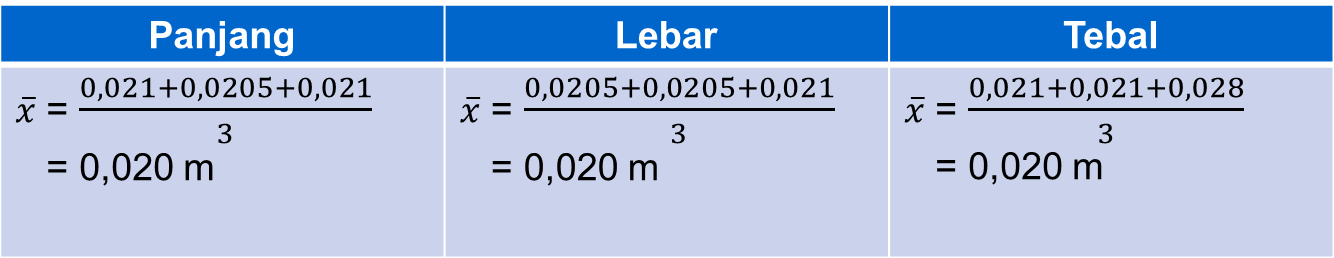 Panjang
Lebar
Tebal
x̄ = 0,021+0,0205+0,021
3
= 0,020 m
x̄ = 0,0205+0,0205+0,021
3
= 0,020 m
x̄ = 0,021+0,021+0,028
3
= 0,020 m